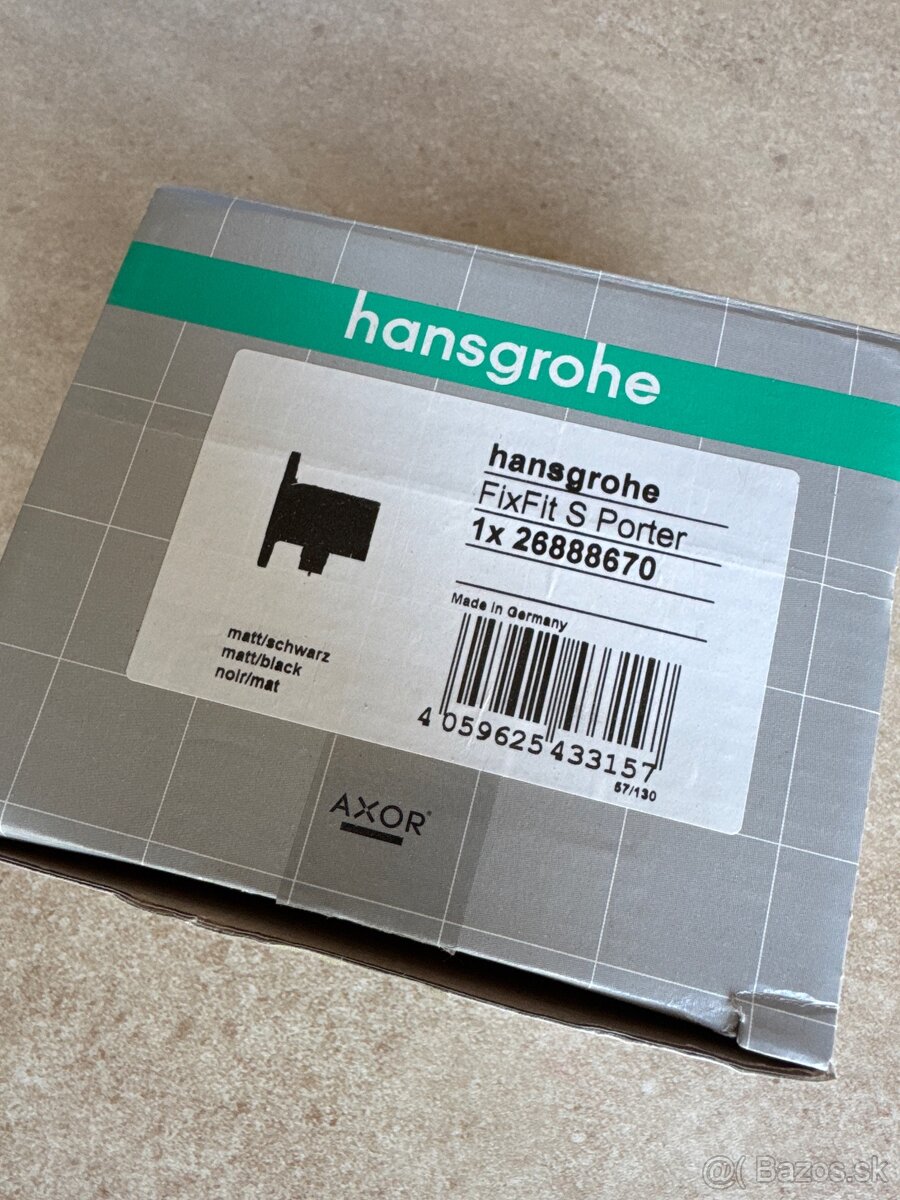 hansgrohe
hansgrohe
FixFit S Porter
1x 26888670
Made in Germany
matt/schwarz
matt/black
noir/mat
4 059625 433157
57/130
AXOR®
@( Bazos.sk